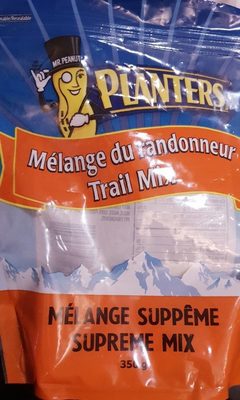 MR. PEANUT
PLANTERS
Mélange du randonneur
Trail Mix
MÉLANGE SUPPÊME
SUPREME MIX
350 g